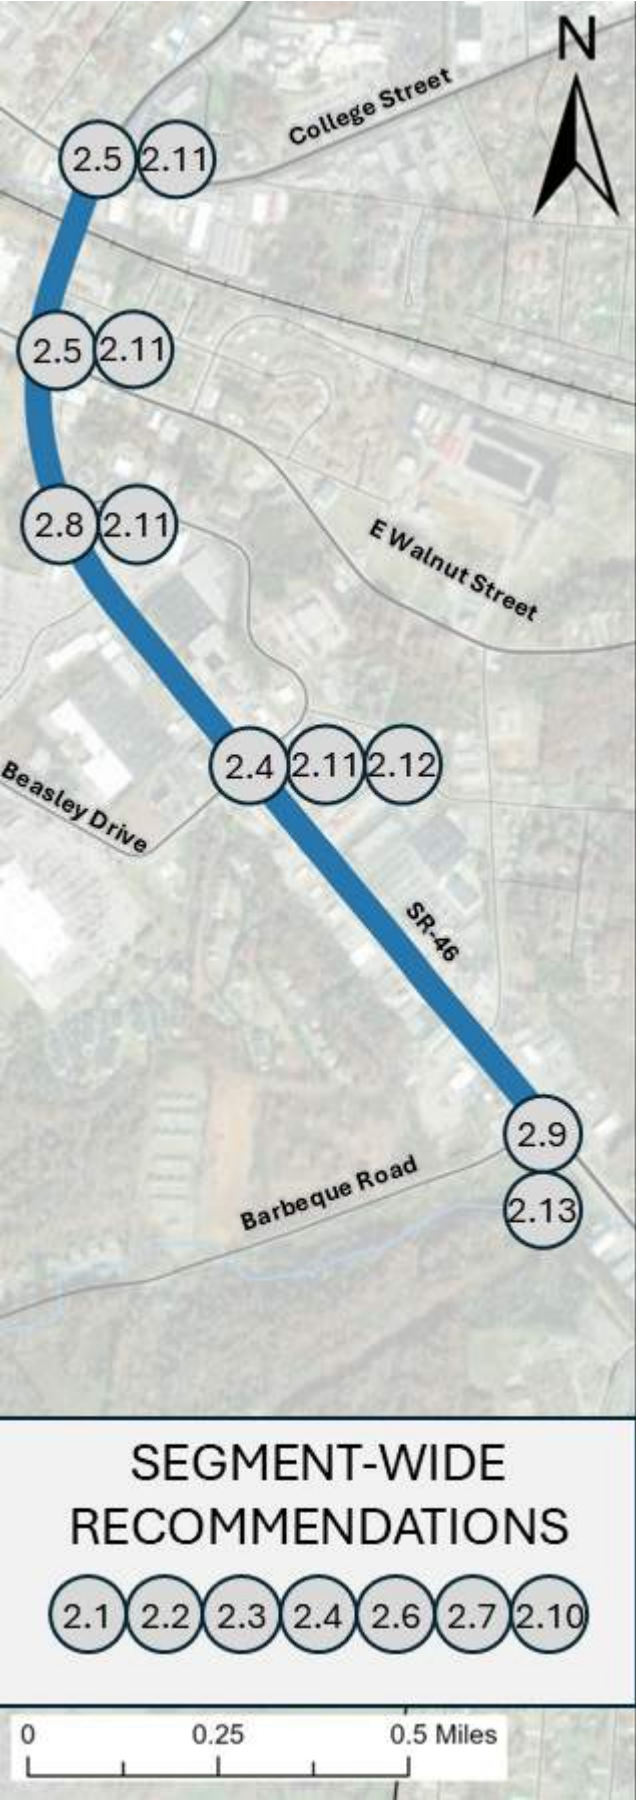 N
College Street
2.5 2.11
2.5 2.11
E Walnut Street
2.8 2.11
2.4 2.11 2.12
Beasley Drive
SR-46
2.9
Barbeque Road
2.13
SEGMENT-WIDE
RECOMMENDATIONS
2.1 2.2 2.3 2.4 2.6 2.7 2.10
0 0.25 0.5 Miles